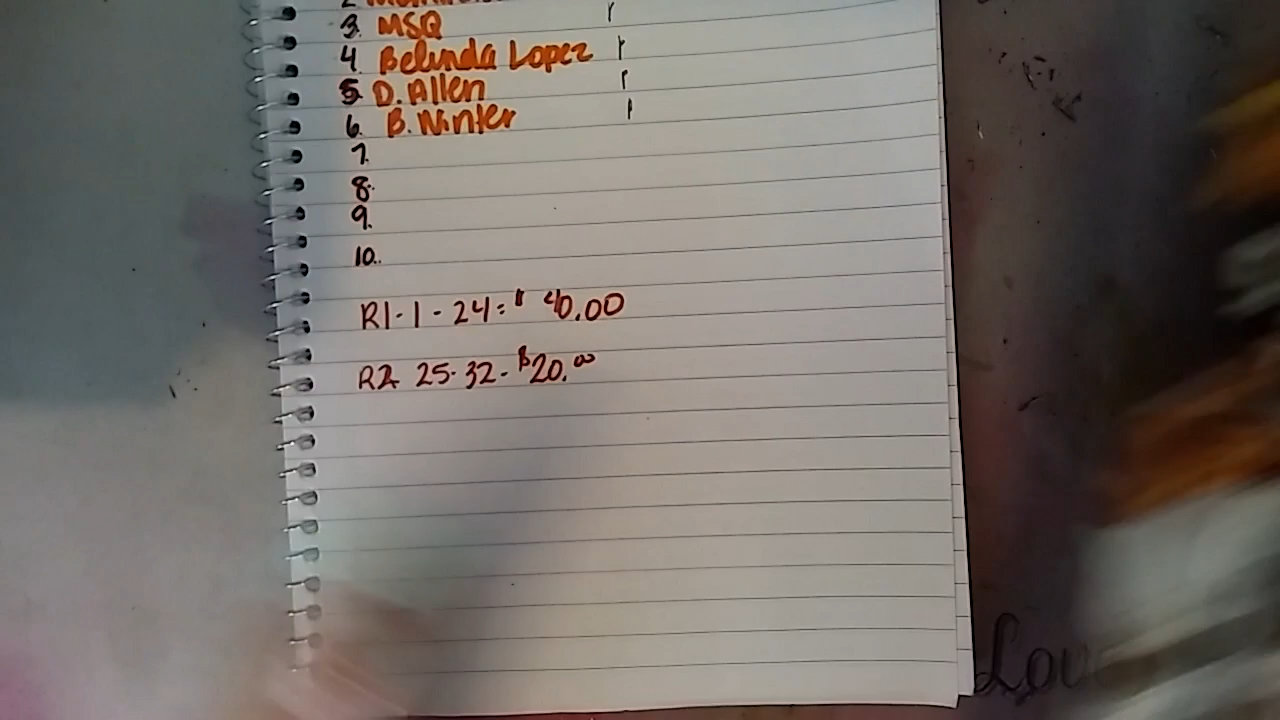 3. MSQ
4. Belinda Lopez
5. D. Allen
6. B. Winter
7.
8.
9.
10.
R1-1-24=$ 40.00
R2 25-32-$20.00
Love